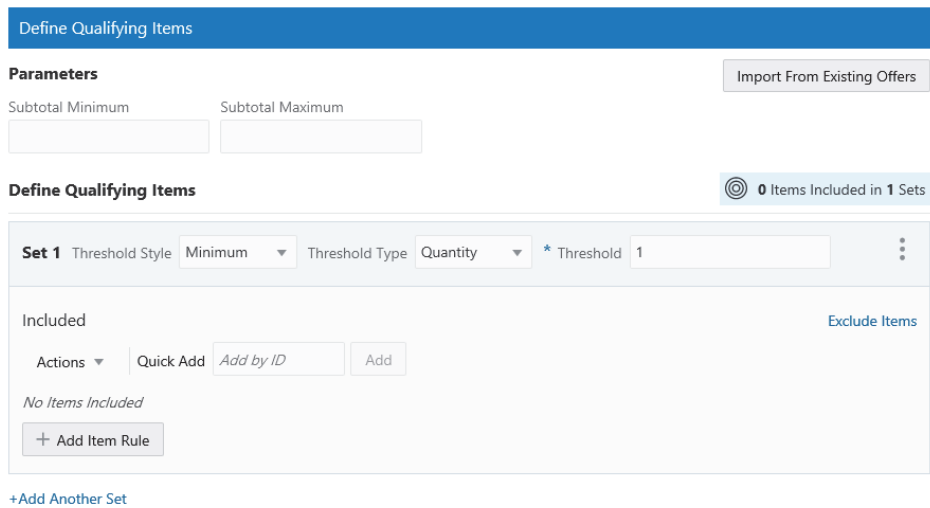 Define Qualifying Items
Parameters
Import From Existing Offers
Subtotal Minimum Subtotal Maximum
Define Qualifying Items
0 Items Included in 1 Sets
Set 1 Threshold Style Minimum Threshold Type Quantity * Threshold 1
Included
Exclude Items
Actions Quick Add Add by ID Add
No Items Included
+ Add Item Rule
+Add Another Set